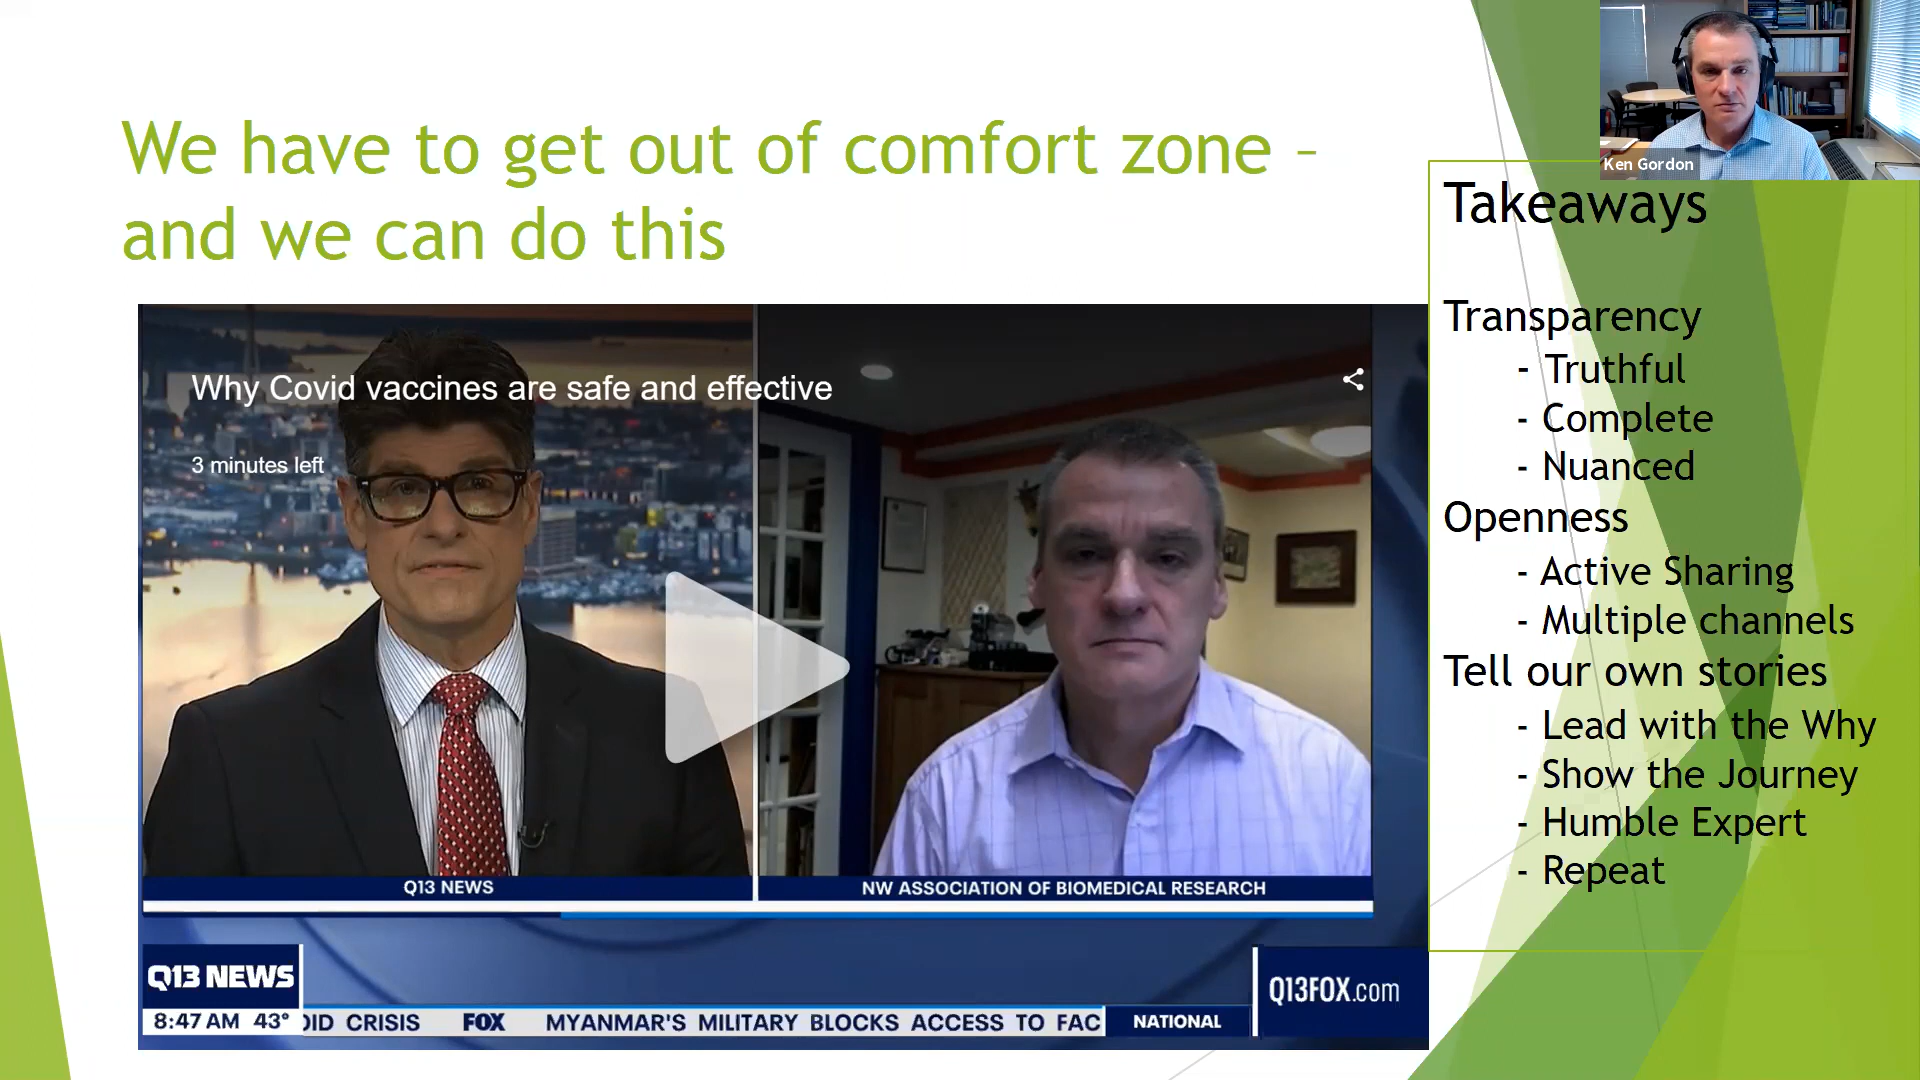 We have to get out of comfort zone –
and we can do this
Ken Gordon
Takeaways
Transparency
- Truthful
- Complete
- Nuanced
Openness
- Active Sharing
- Multiple channels
Tell our own stories
- Lead with the Why
- Show the Journey
- Humble Expert
- Repeat
Why Covid vaccines are safe and effective
3 minutes left
Q13 NEWS
NW ASSOCIATION OF BIOMEDICAL RESEARCH
Q13 NEWS
Q13FOX.com
8:47 AM 43° OID CRISIS FOX MYANMAR'S MILITARY BLOCKS ACCESS TO FAC NATIONAL